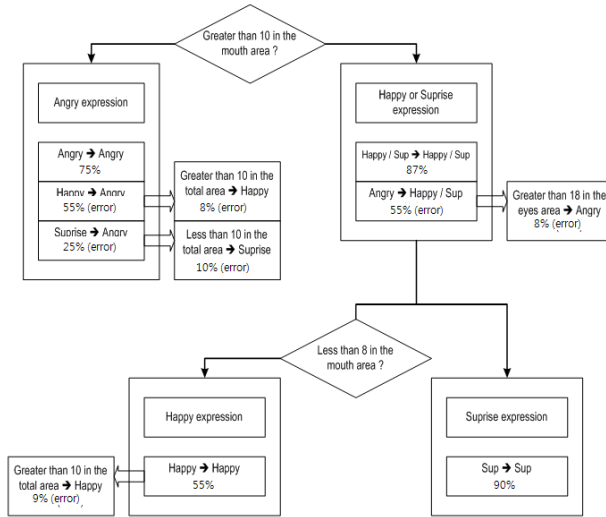 Greater than 10 in the
mouth area ?
Angry expression
Angry ➔ Angry
75%
Happy ➔ Angry
55% (error)
Suprise ➔ Angry
25% (error)
Greater than 10 in the
total area ➔ Happy
8% (error)
Less than 10 in the
total area ➔ Suprise
10% (error)
Happy or Suprise
expression
Happy / Sup ➔ Happy / Sup
87%
Angry ➔ Happy / Sup
55% (error)
Greater than 18 in the
eyes area ➔ Angry
8% (error)
Less than 8 in the
mouth area ?
Happy expression
Happy ➔ Happy
55%
Greater than 10 in the
total area ➔ Happy
9% (error)
Suprise expression
Sup ➔ Sup
90%